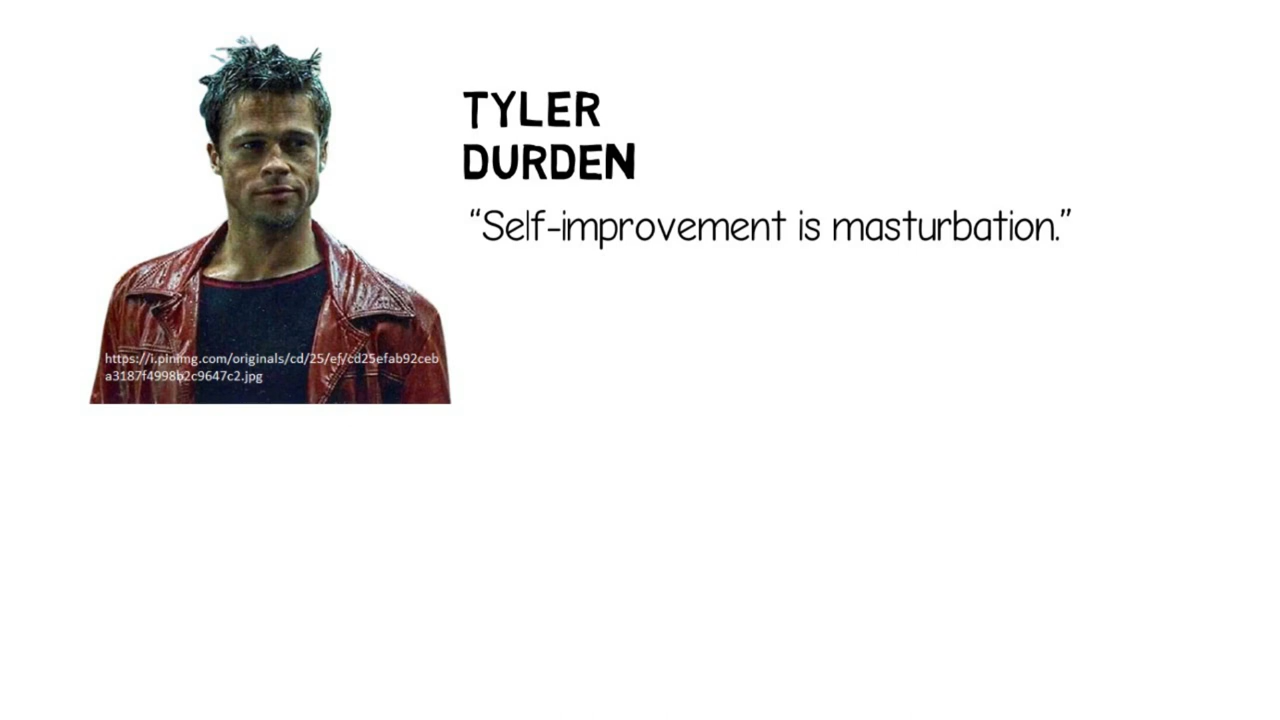 TYLER
DURDEN
“Self-improvement is masturbation.”
https://i.pinimg.com/originals/cd/25/ef/cd25efab92ceb
a3187f4998b2c9647c2.jpg